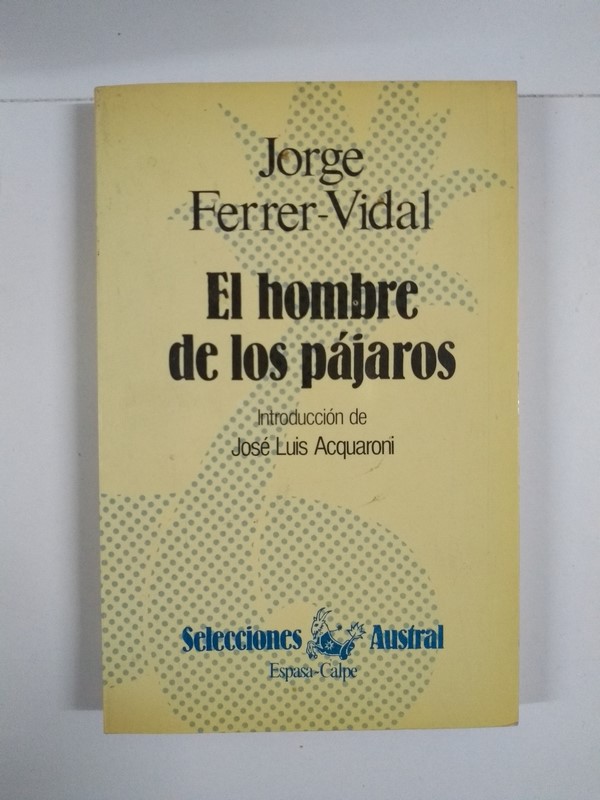 Jorge
Ferrer-Vidal
El hombre
de los pájaros
Introducción de
José Luis Acquaroni
Selecciones Austral
Espasa-Calpe